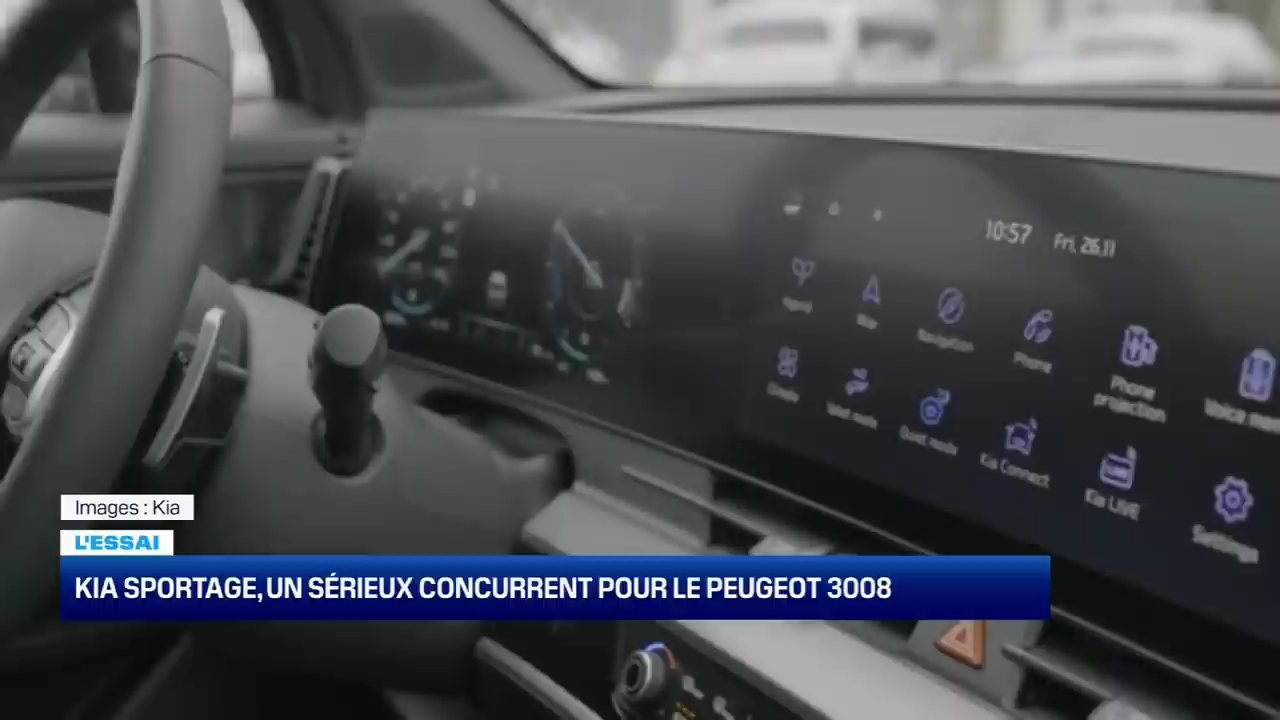 10:57 Fri, 26.11
Navigation
Phone
Phone
projection
Quiet mode
Kia Connect
Kia LIVE
Settings
Images : Kia
L'ESSAI
KIA SPORTAGE, UN SÉRIEUX CONCURRENT POUR LE PEUGEOT 3008